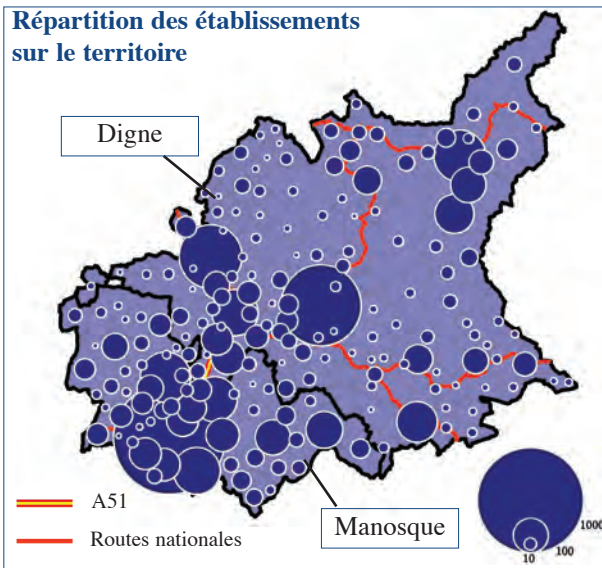 Répartition des établissements
sur le territoire
Digne
A51
Manosque
Routes nationales
1000
100
10